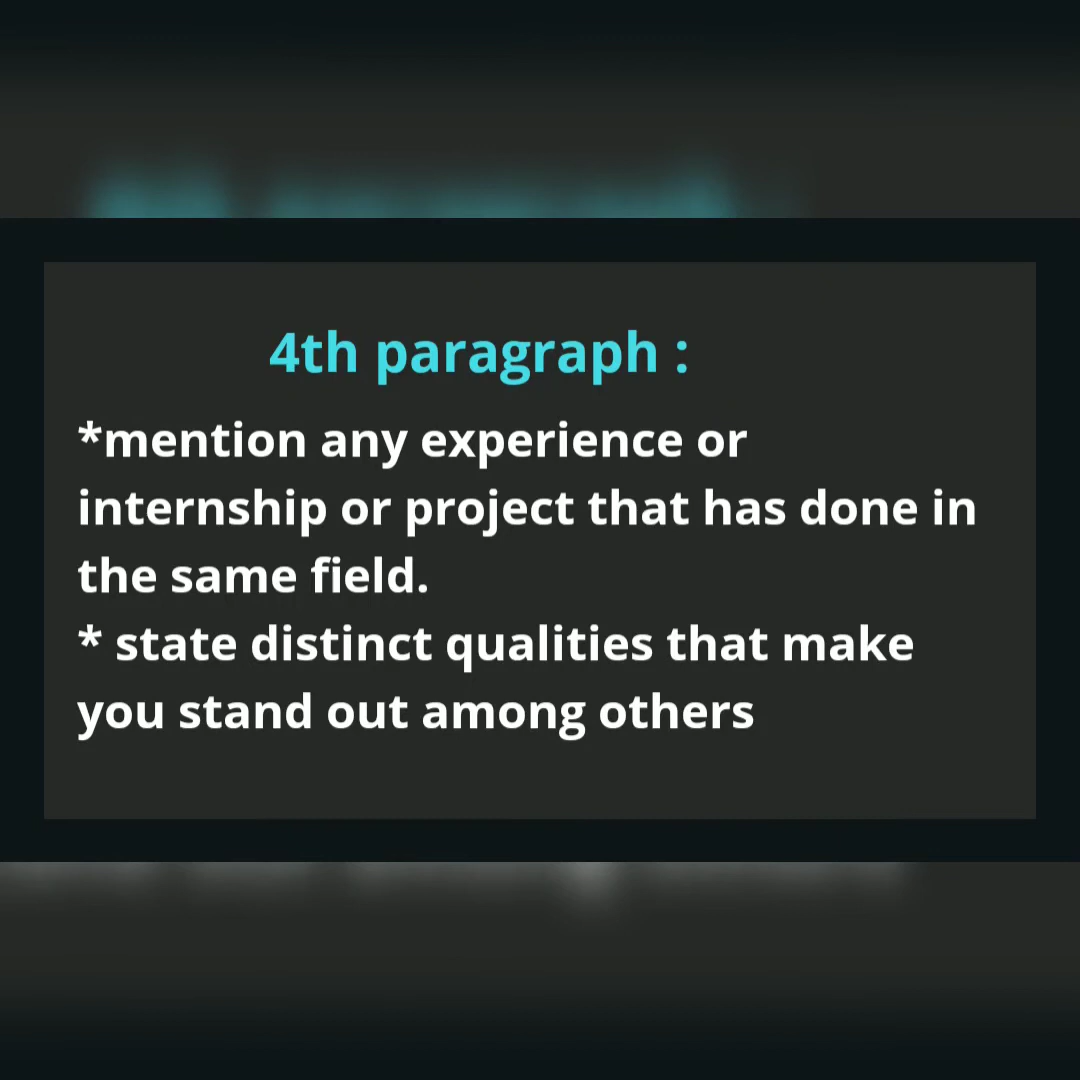 4th paragraph :
*mention any experience or
internship or project that has done in
the same field.
* state distinct qualities that make
you stand out among others